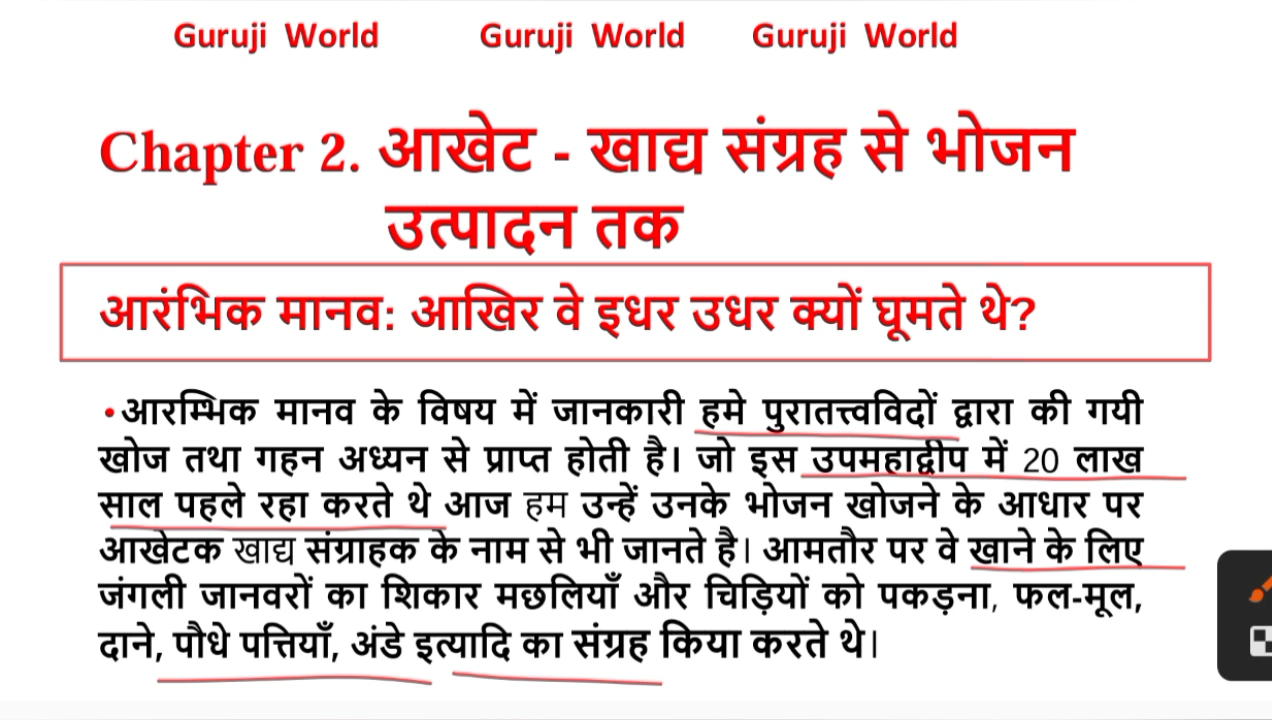 Guruji World Guruji World Guruji World
Chapter 2. आखेट - खाद्य संग्रह से भोजन
उत्पादन तक
आरंभिक मानव: आखिर वे इधर उधर क्यों घूमते थे?
•आरम्भिक मानव के विषय में जानकारी हमे पुरातत्त्वविदों द्वारा की गयी
खोज तथा गहन अध्यन से प्राप्त होती है। जो इस उपमहाद्वीप में 20 लाख
साल पहले रहा करते थे आज हम उन्हें उनके भोजन खोजने के आधार पर
आखेटक खाद्य संग्राहक के नाम से भी जानते है। आमतौर पर वे खाने के लिए
जंगली जानवरों का शिकार मछलियाँ और चिड़ियों को पकड़ना, फल-मूल,
दाने, पौधे पत्तियाँ, अंडे इत्यादि का संग्रह किया करते थे।